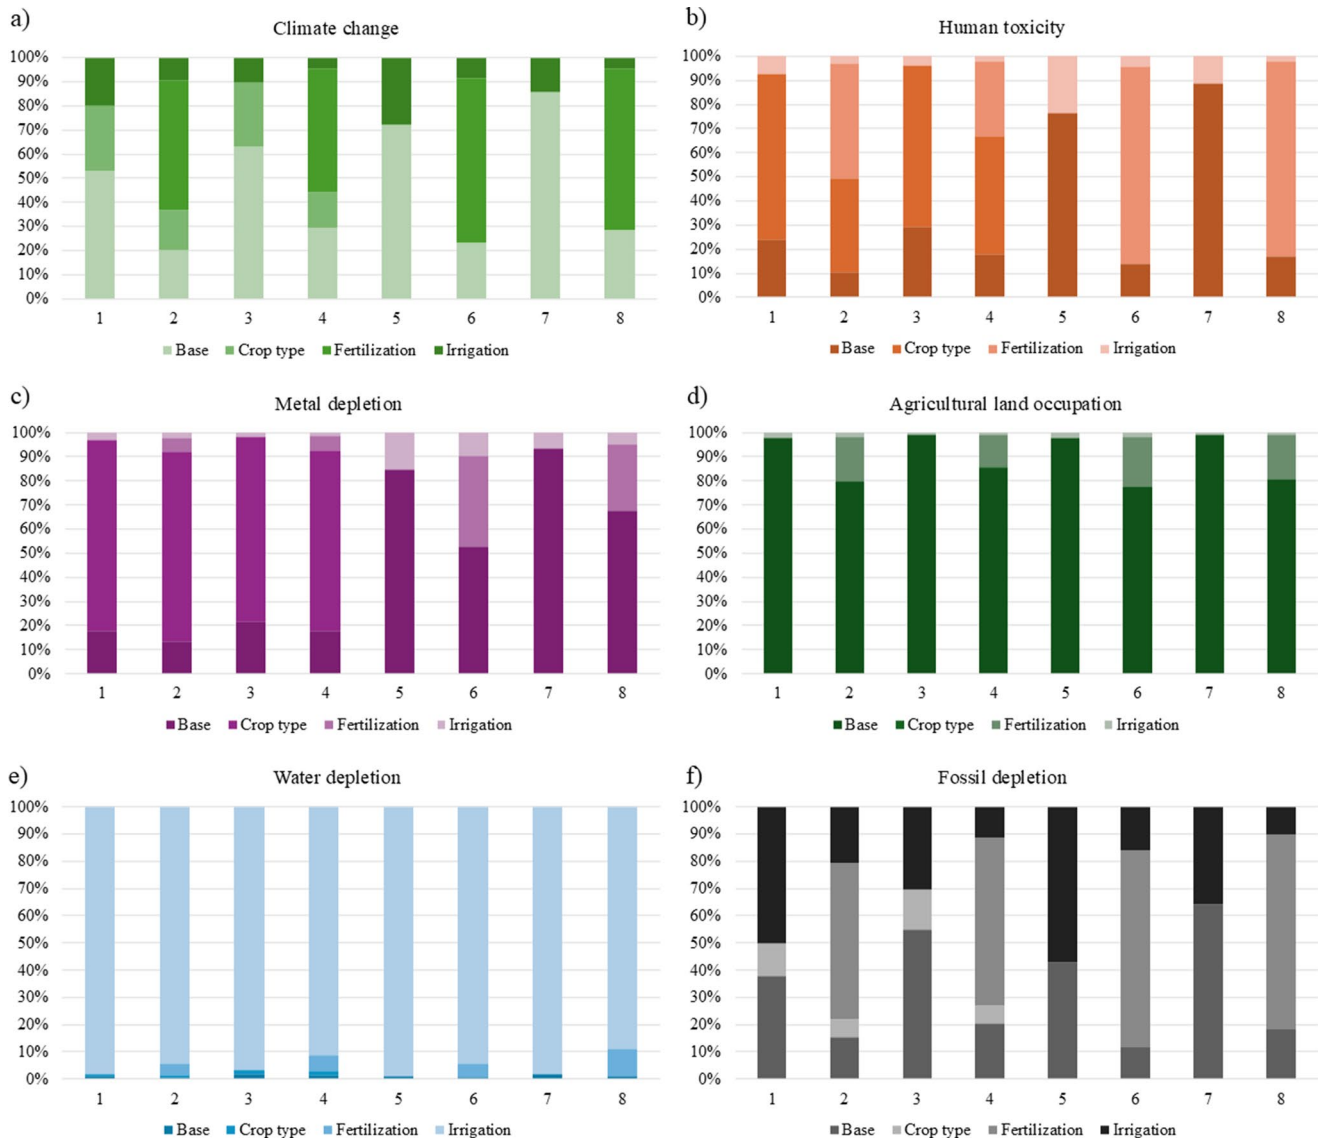 a)
Climate change
100%
90%
80%
70%
60%
50%
40%
30%
20%
10%
0%
1 2 3 4 5 6 7 8
Base Crop type Fertilization Irrigation
b)
Human toxicity
100%
90%
80%
70%
60%
50%
40%
30%
20%
10%
0%
1 2 3 4 5 6 7 8
Base Crop type Fertilization Irrigation
c)
Metal depletion
100%
90%
80%
70%
60%
50%
40%
30%
20%
10%
0%
1 2 3 4 5 6 7 8
Base Crop type Fertilization Irrigation
d)
Agricultural land occupation
100%
90%
80%
70%
60%
50%
40%
30%
20%
10%
0%
1 2 3 4 5 6 7 8
Base Crop type Fertilization Irrigation
e)
Water depletion
100%
90%
80%
70%
60%
50%
40%
30%
20%
10%
0%
1 2 3 4 5 6 7 8
Base Crop type Fertilization Irrigation
f)
Fossil depletion
100%
90%
80%
70%
60%
50%
40%
30%
20%
10%
0%
1 2 3 4 5 6 7 8
Base Crop type Fertilization Irrigation